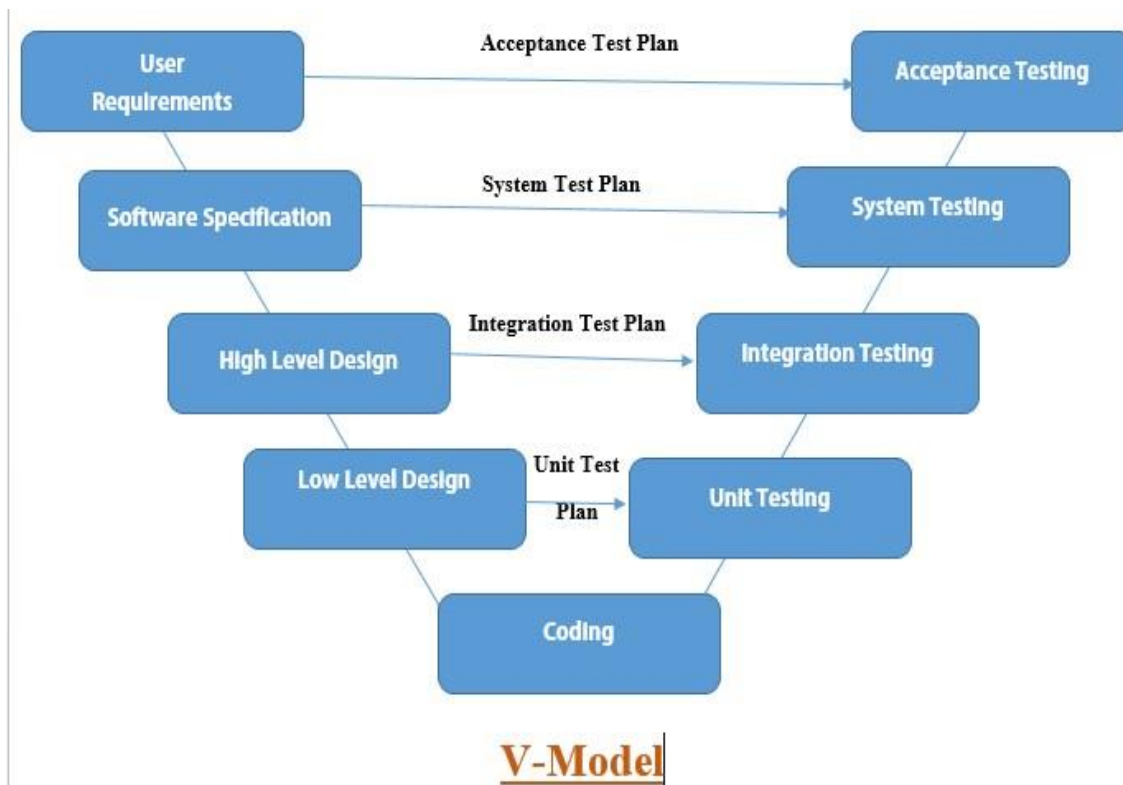 User
Requirements
Acceptance Test Plan
Acceptance Testing
Software Specification
System Test Plan
System Testing
High Level Design
Integration Test Plan
Integration Testing
Low Level Design
Unit Test
Plan
Unit Testing
Coding
V-Model